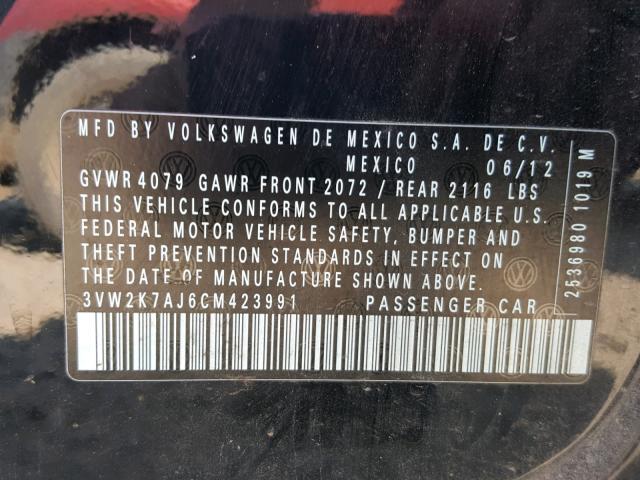 MFD BY VOLKSWAGEN DE MEXICO S.A. DE C.V.
MEXICO 06/12
GVWR 4079 GAWR FRONT 2072 / REAR 2116 LBS
THIS VEHICLE CONFORMS TO ALL APPLICABLE U.S.
FEDERAL MOTOR VEHICLE SAFETY, BUMPER AND
THEFT PREVENTION STANDARDS IN EFFECT ON
THE DATE OF MANUFACTURE SHOWN ABOVE.
3VW2K7AJ6CM423991 PASSENGER CAR
2536980 1019 M